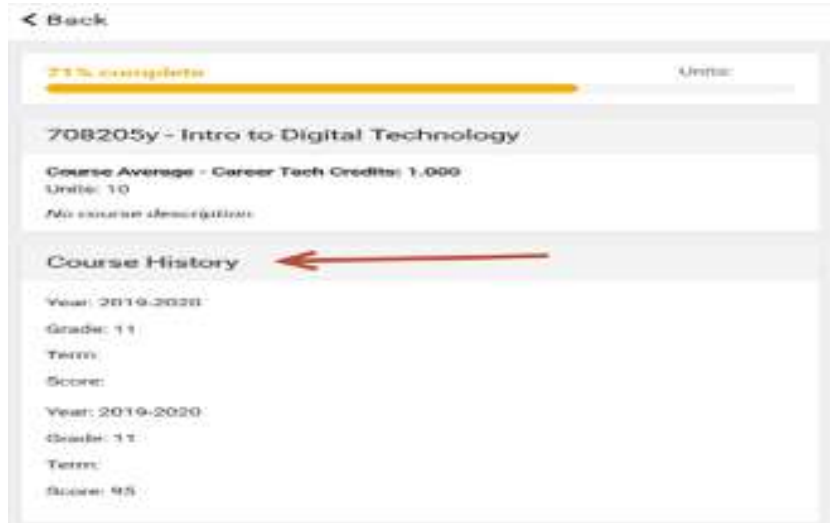 Back
71% complete
Units:
708205y - Intro to Digital Technology
Course Average - Career Tech Credits: 1.000
Units: 10
No course description
Course History
Year: 2019-2020
Grade: 11
Term:
Score:
Year: 2019-2020
Grade: 11
Term:
Score: 95